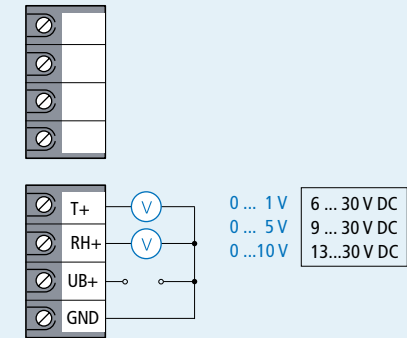 T+
V
0 ... 1 V 6 ... 30 V DC
RH+
V
0 ... 5 V 9 ... 30 V DC
0 ...10 V 13...30 V DC
UB+
GND